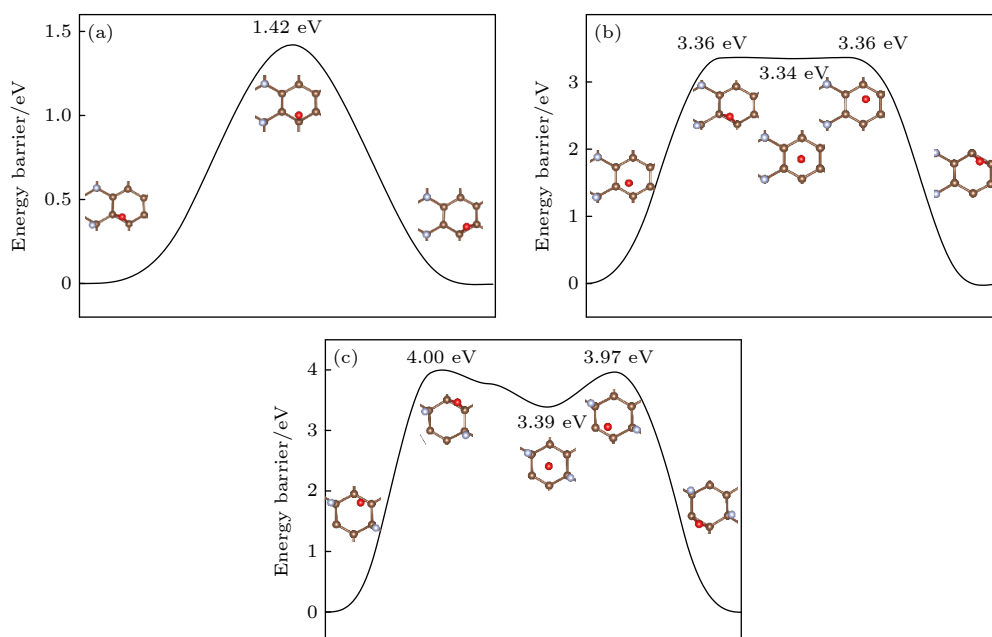 (a)
1.42 eV
1.5
1.0
0.5
0
Energy barrier/eV
(b)
3.36 eV
3.36 eV
3.34 eV
3
2
1
0
Energy barrier/eV
(c)
4.00 eV
3.97 eV
3.39 eV
4
3
2
1
0
Energy barrier/eV